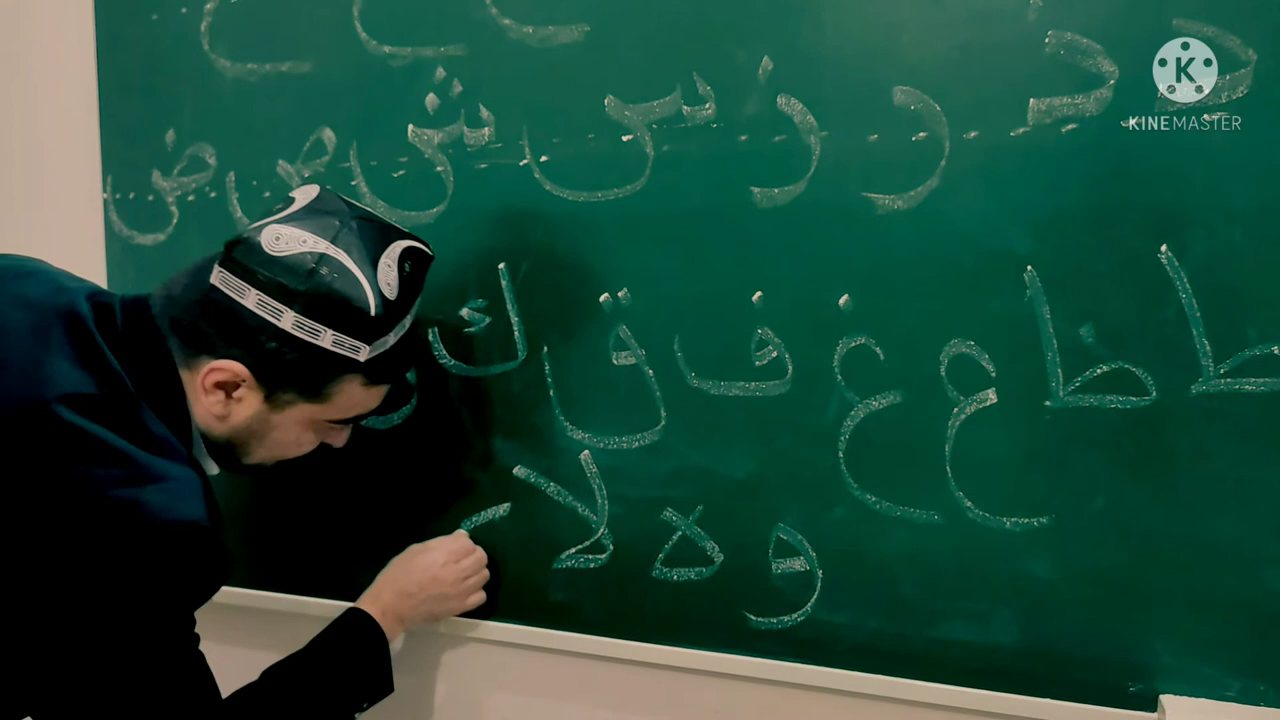 KINEMASTER
د ذ ر ز س ش ص ض
ط ظ ع غ ف ق ك
و ه لا